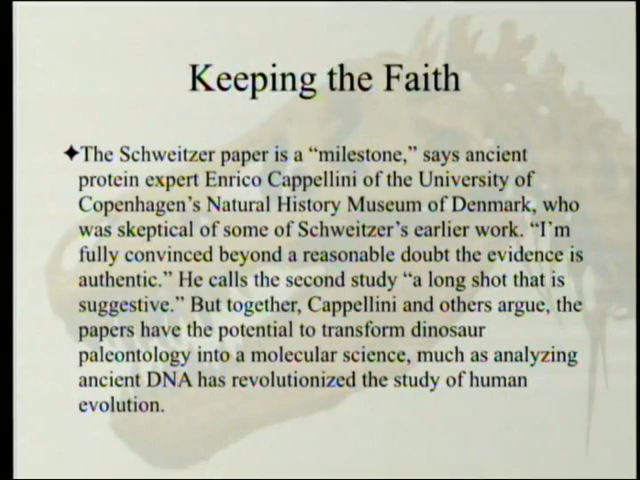 Keeping the Faith
✦The Schweitzer paper is a “milestone,” says ancient
protein expert Enrico Cappellini of the University of
Copenhagen’s Natural History Museum of Denmark, who
was skeptical of some of Schweitzer’s earlier work. “I’m
fully convinced beyond a reasonable doubt the evidence is
authentic.” He calls the second study “a long shot that is
suggestive.” But together, Cappellini and others argue, the
papers have the potential to transform dinosaur
paleontology into a molecular science, much as analyzing
ancient DNA has revolutionized the study of human
evolution.